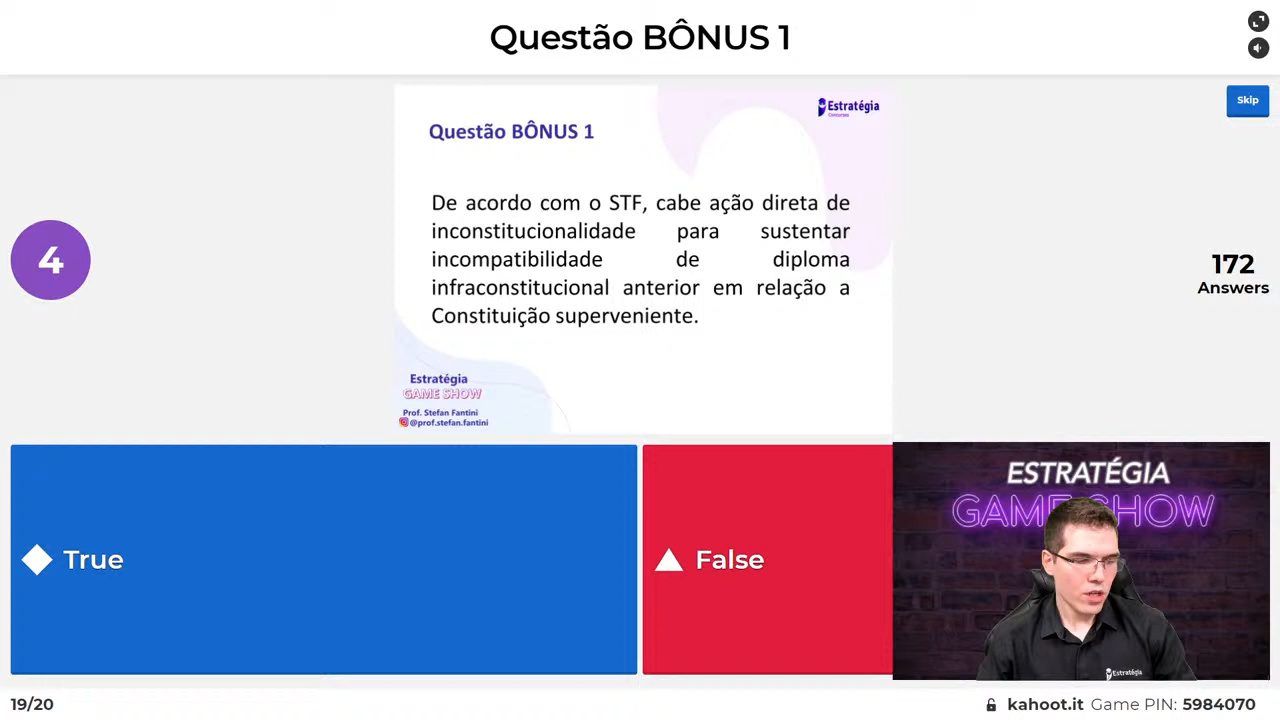 Questão BÔNUS 1
Skip
Estratégia
Concursos
Questão BÔNUS 1
De acordo com o STF, cabe ação direta de
inconstitucionalidade para sustentar
incompatibilidade de diploma
infraconstitucional anterior em relação a
Constituição superveniente.
4
172
Answers
Estratégia
GAME SHOW
Prof. Stefan Fantini
@prof.stefan.fantini
True
False
ESTRATÉGIA
GAME SHOW
Estratégia
19/20
kahoot.it Game PIN: 5984070